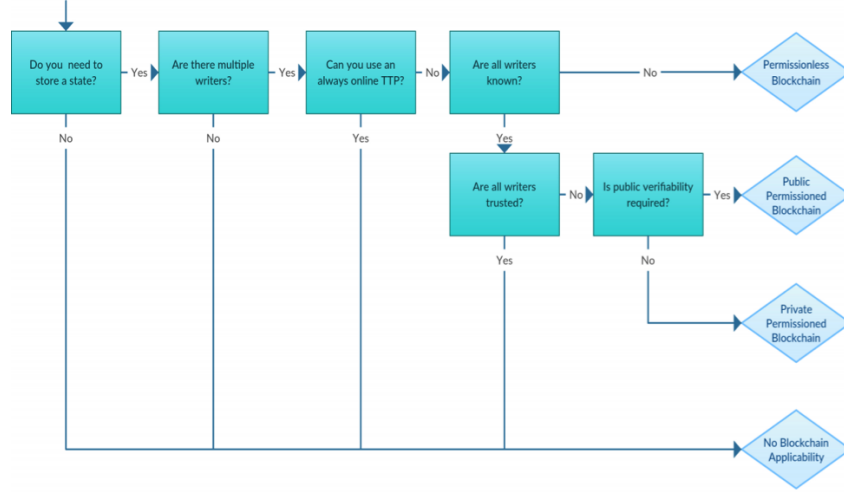 Do you need to
store a state?
Yes
Are there multiple
writers?
Yes
Can you use an
always online TTP?
No
Are all writers
known?
No
Permissionless
Blockchain
No
No
Yes
Yes
Are all writers
trusted?
No
Is public verifiability
required?
Yes
Public
Permissioned
Blockchain
Yes
No
Private
Permissioned
Blockchain
No Blockchain
Applicability